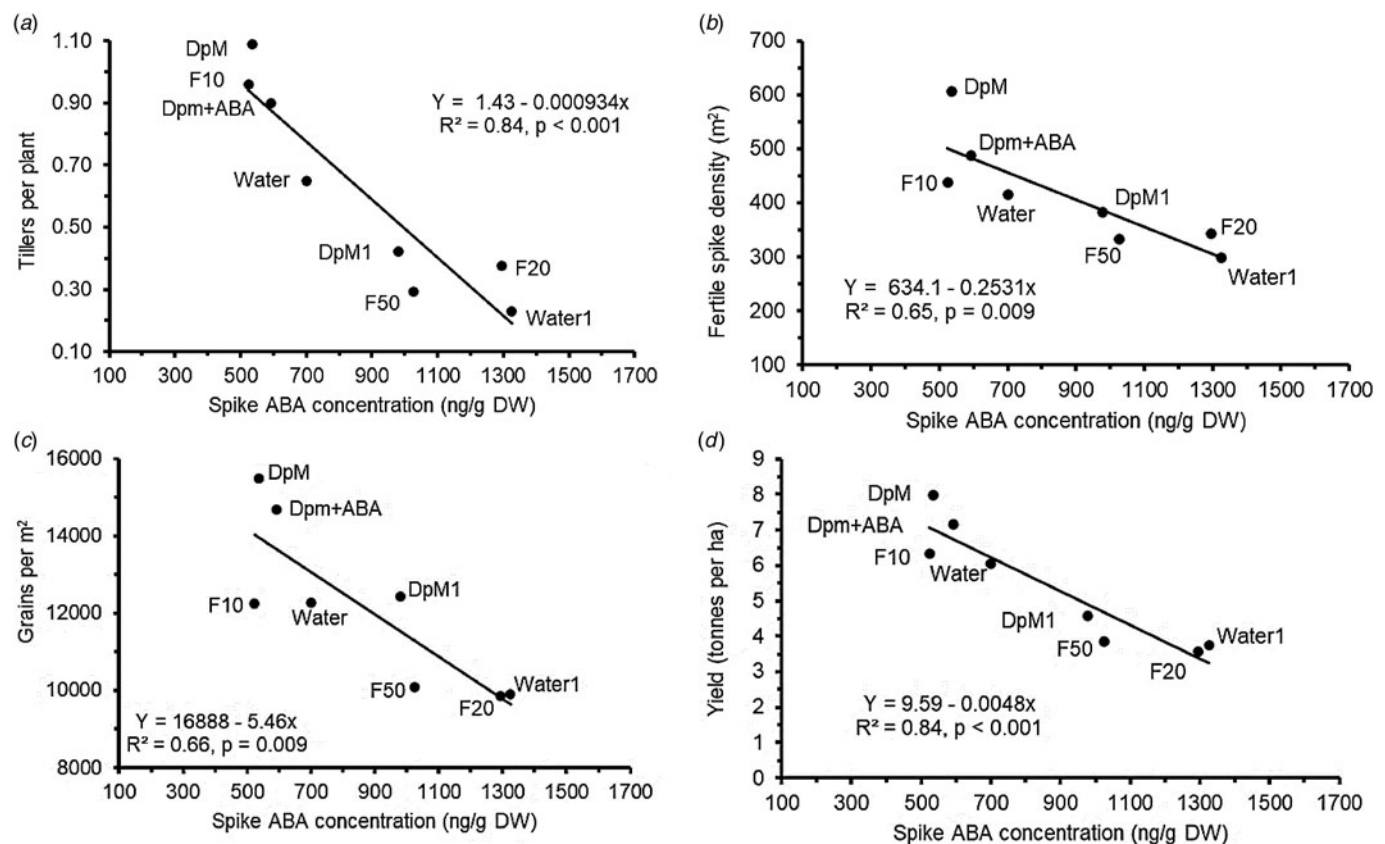 (a)
1.10
0.90
0.70
0.50
0.30
0.10
Tillers per plant
DpM
F10
Dpm+ABA
Water
DpM1
F50
F20
Water1
Y = 1.43 - 0.000934x
R² = 0.84, p < 0.001
100 300 500 700 900 1100 1300 1500 1700
Spike ABA concentration (ng/g DW)
(b)
700
600
500
400
300
200
100
Fertile spike density (m²)
DpM
Dpm+ABA
F10
Water
DpM1
F50
F20
Water1
Y = 634.1 - 0.2531x
R² = 0.65, p = 0.009
100 300 500 700 900 1100 1300 1500 1700
Spike ABA concentration (ng/g DW)
(c)
16000
14000
12000
10000
8000
Grains per m²
DpM
Dpm+ABA
F10
Water
DpM1
F50
F20
Water1
Y = 16888 - 5.46x
R² = 0.66, p = 0.009
100 300 500 700 900 1100 1300 1500 1700
Spike ABA concentration (ng/g DW)
(d)
9
8
7
6
5
4
3
2
1
0
Yield (tonnes per ha)
DpM
Dpm+ABA
F10
Water
DpM1
F50
F20
Water1
Y = 9.59 - 0.0048x
R² = 0.84, p < 0.001
100 300 500 700 900 1100 1300 1500 1700
Spike ABA concentration (ng/g DW)